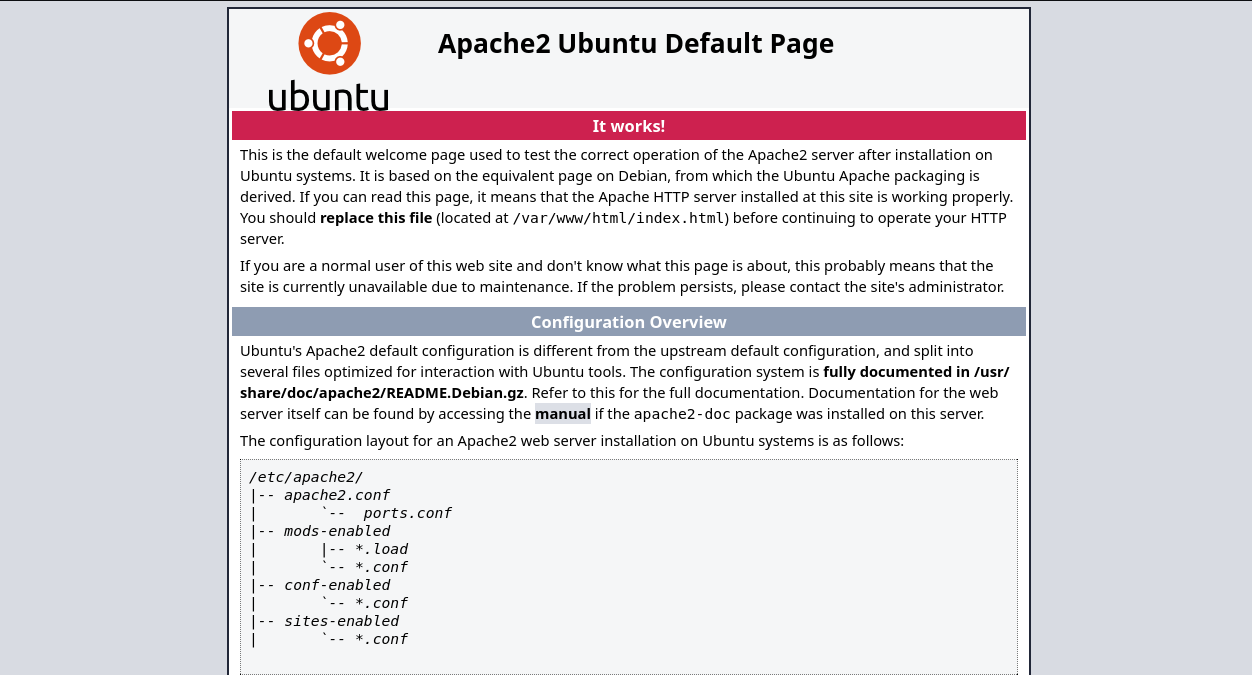 ubuntu
Apache2 Ubuntu Default Page
It works!
This is the default welcome page used to test the correct operation of the Apache2 server after installation on
Ubuntu systems. It is based on the equivalent page on Debian, from which the Ubuntu Apache packaging is
derived. If you can read this page, it means that the Apache HTTP server installed at this site is working properly.
You should replace this file (located at /var/www/html/index.html) before continuing to operate your HTTP
server.
If you are a normal user of this web site and don't know what this page is about, this probably means that the
site is currently unavailable due to maintenance. If the problem persists, please contact the site's administrator.
Configuration Overview
Ubuntu's Apache2 default configuration is different from the upstream default configuration, and split into
several files optimized for interaction with Ubuntu tools. The configuration system is fully documented in /usr/
share/doc/apache2/README.Debian.gz. Refer to this for the full documentation. Documentation for the web
server itself can be found by accessing the manual if the apache2-doc package was installed on this server.
The configuration layout for an Apache2 web server installation on Ubuntu systems is as follows:
/etc/apache2/
|-- apache2.conf
|       `--  ports.conf
|-- mods-enabled
|       |-- *.load
|       `-- *.conf
|-- conf-enabled
|       `-- *.conf
|-- sites-enabled
|       `-- *.conf